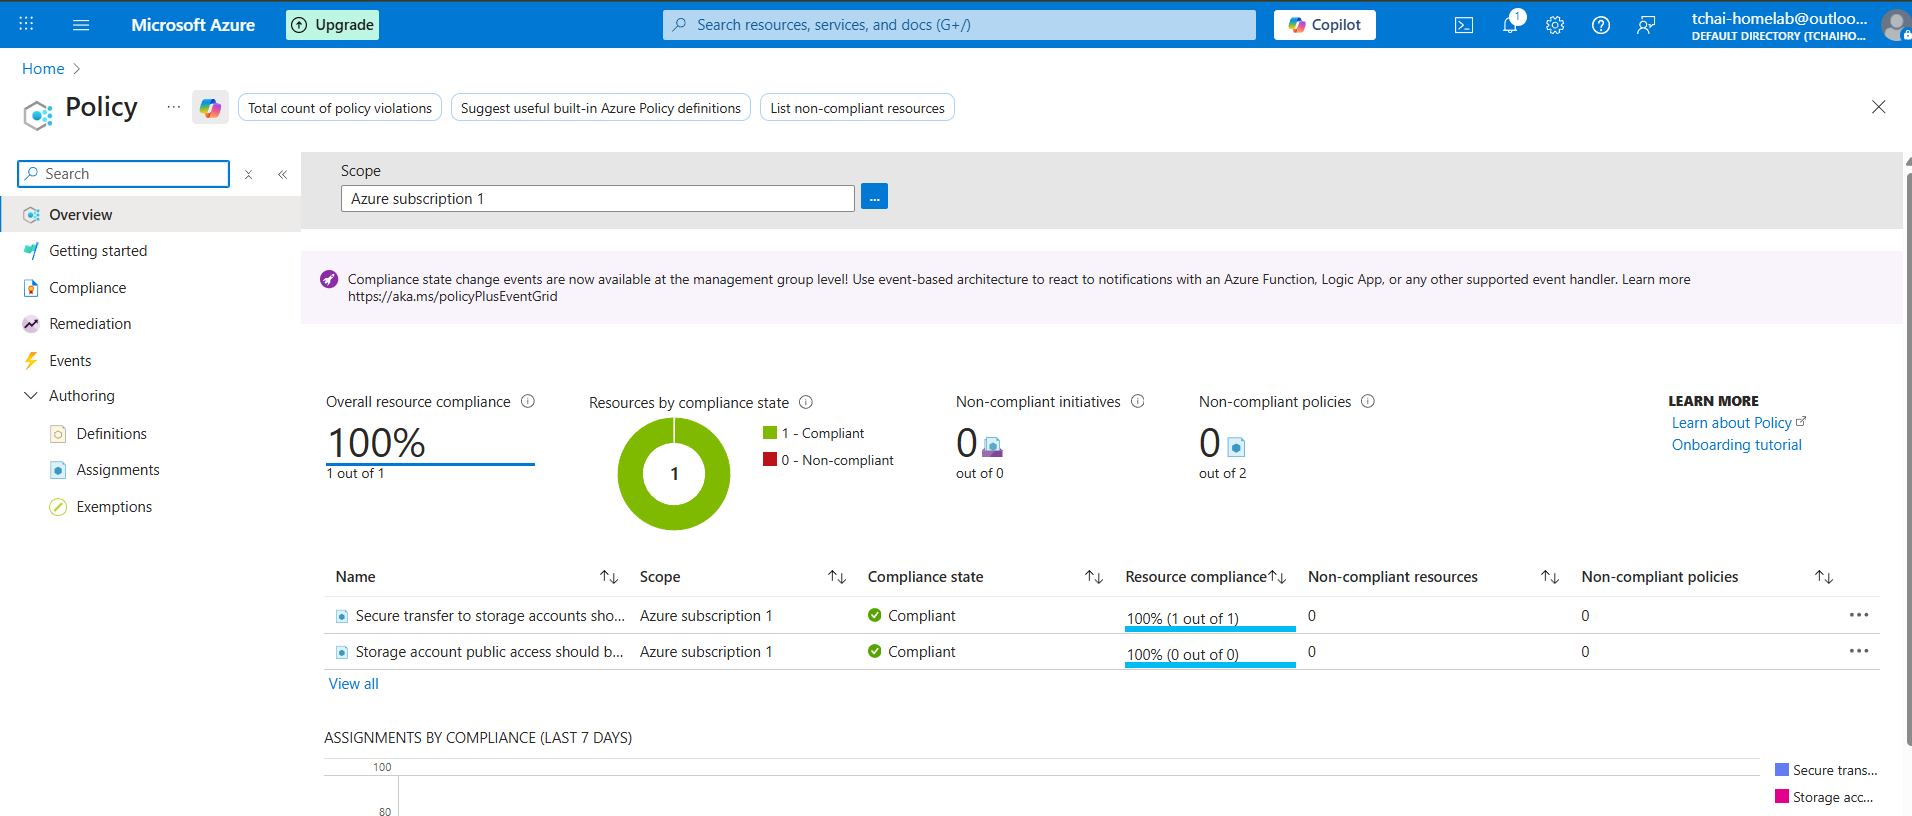 Microsoft Azure
Upgrade
Search resources, services, and docs (G+/)
Copilot
1
tchai-homelab@outloo...
DEFAULT DIRECTORY (TCHAIHO...
Home
Policy
Total count of policy violations
Suggest useful built-in Azure Policy definitions
List non-compliant resources
Search
Overview
Getting started
Compliance
Remediation
Events
Authoring
Definitions
Assignments
Exemptions
Scope
Azure subscription 1
...
Compliance state change events are now available at the management group level! Use event-based architecture to react to notifications with an Azure Function, Logic App, or any other supported event handler. Learn more
https://aka.ms/policyPlusEventGrid
Overall resource compliance
100%
1 out of 1
Resources by compliance state
1
1 - Compliant
0 - Non-compliant
Non-compliant initiatives
0
out of 0
Non-compliant policies
0
out of 2
LEARN MORE
Learn about Policy
Onboarding tutorial
Name Scope Compliance state Resource compliance Non-compliant resources Non-compliant policies
Secure transfer to storage accounts sho... Azure subscription 1 Compliant 100% (1 out of 1) 0 0
Storage account public access should b... Azure subscription 1 Compliant 100% (0 out of 0) 0 0
View all
ASSIGNMENTS BY COMPLIANCE (LAST 7 DAYS)
100
80
Secure trans...
Storage acc...